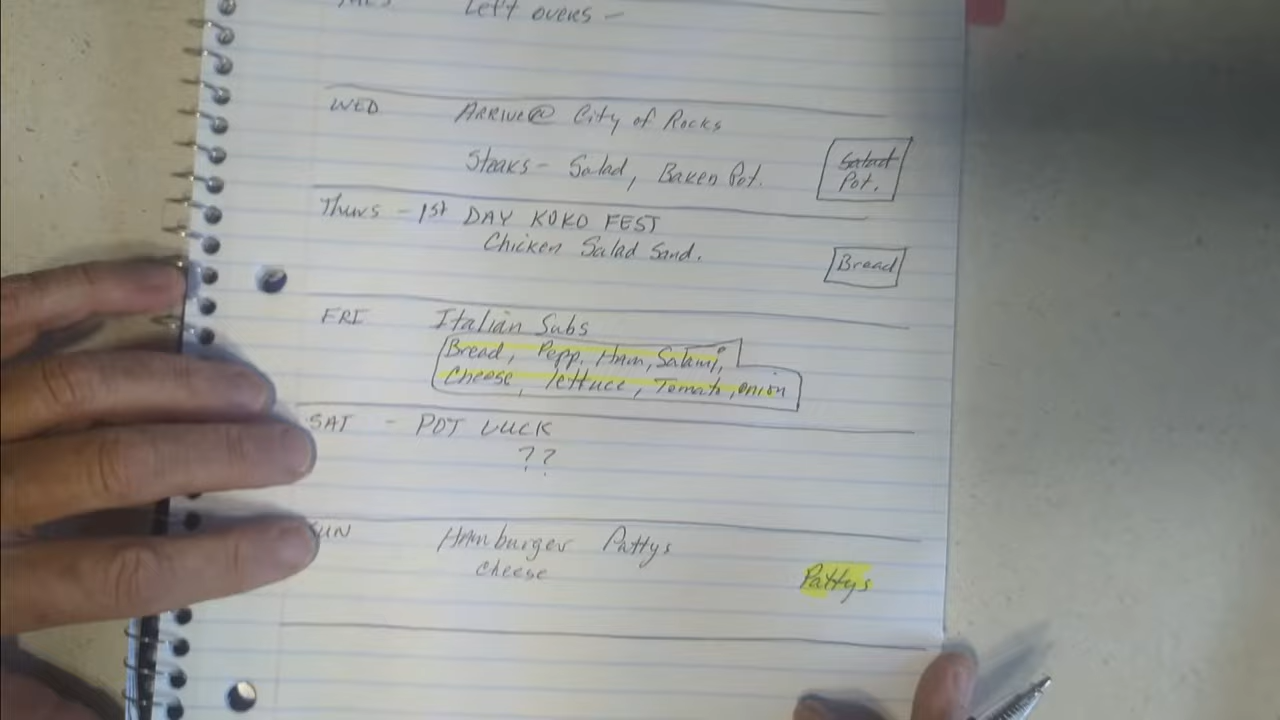 TUES Left overs -
WED ARRIVE@ City of Rocks
Steaks - Salad, Baken Pot.
Salad
Pot.
Thurs - 1st DAY KOKO FEST
Chicken Salad Sand.
Bread
FRI Italian Subs
Bread, Pepp. Ham, Salami,
Cheese, lettuce, Tomato, onion
SAT - POT LUCK
??
SUN Hamburger Pattys
cheese
Pattys